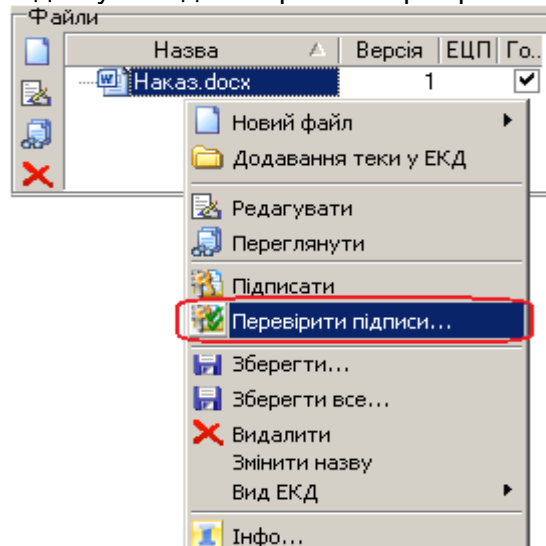 Файли
Назва Версія ЕЦП Го..
Наказ.docx 1
Новий файл
Додавання теки у ЕКД
Редагувати
Переглянути
Підписати
Перевірити підписи...
Зберегти...
Зберегти все...
Видалити
Змінити назву
Вид ЕКД
Інфо...